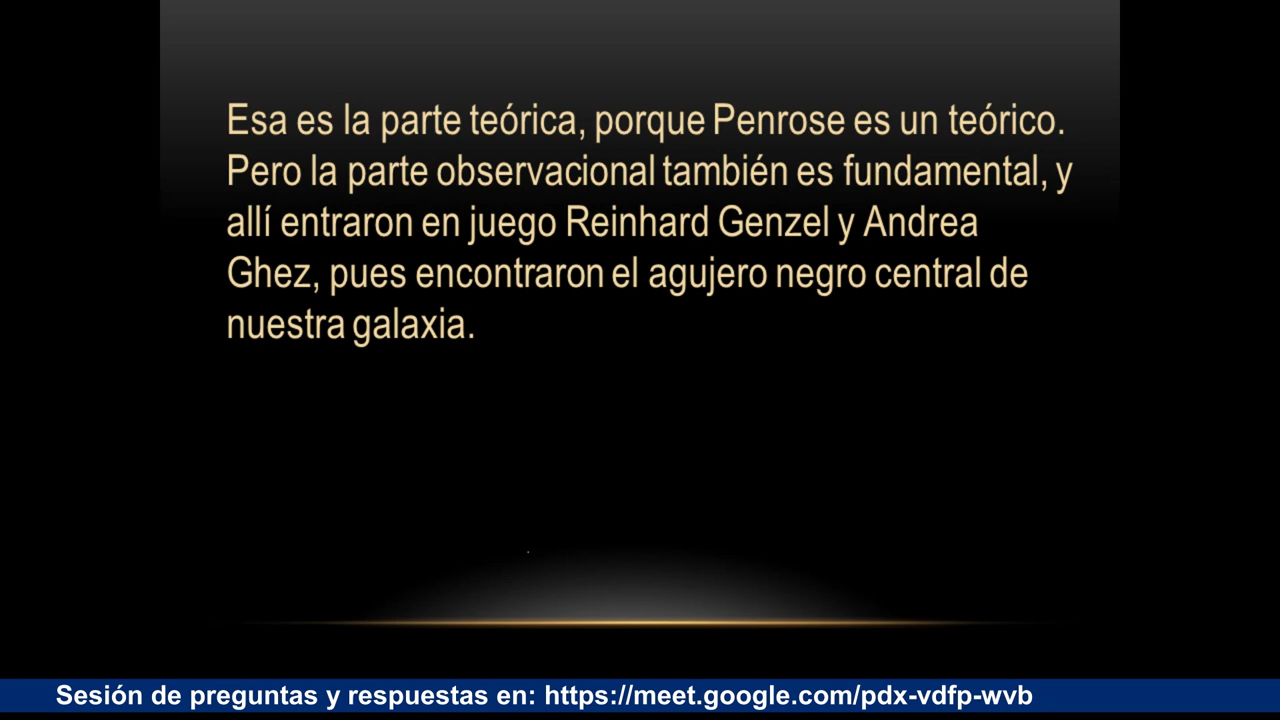 Esa es la parte teórica, porque Penrose es un teórico.
Pero la parte observacional también es fundamental, y
allí entraron en juego Reinhard Genzel y Andrea
Ghez, pues encontraron el agujero negro central de
nuestra galaxia.
Sesión de preguntas y respuestas en: https://meet.google.com/pdx-vdfp-wvb